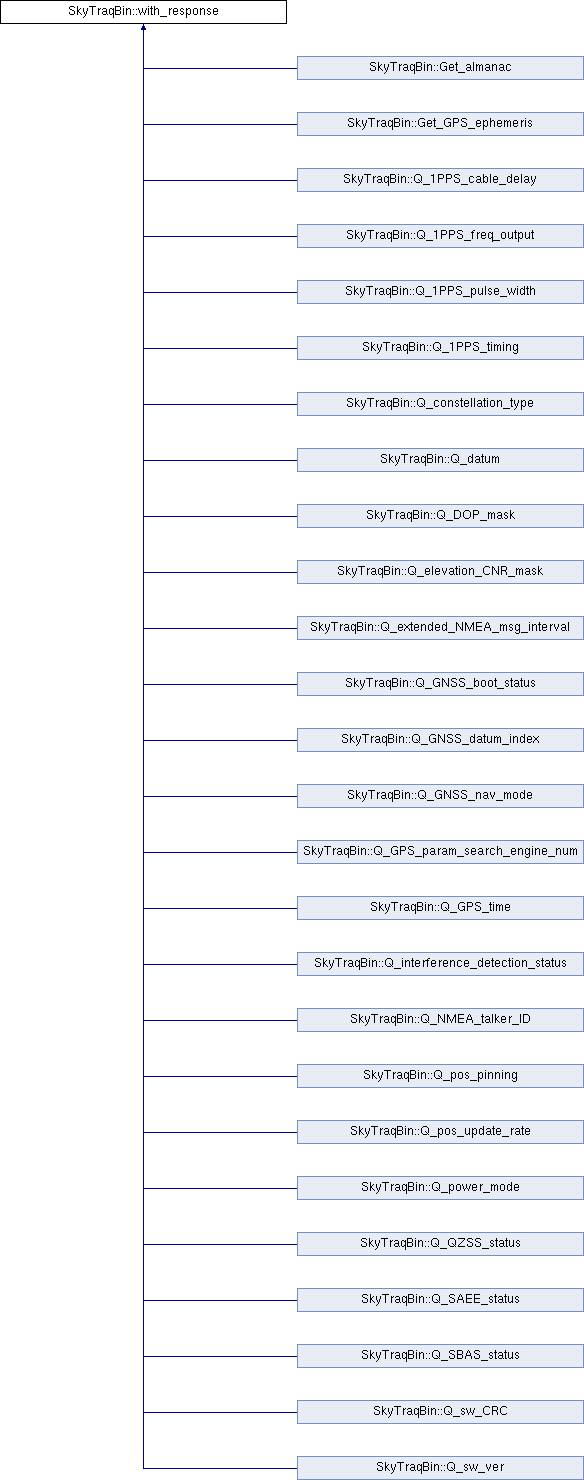 SkyTraqBin::with_response
SkyTraqBin::Get_almanac
SkyTraqBin::Get_GPS_ephemeris
SkyTraqBin::Q_1PPS_cable_delay
SkyTraqBin::Q_1PPS_freq_output
SkyTraqBin::Q_1PPS_pulse_width
SkyTraqBin::Q_1PPS_timing
SkyTraqBin::Q_constellation_type
SkyTraqBin::Q_datum
SkyTraqBin::Q_DOP_mask
SkyTraqBin::Q_elevation_CNR_mask
SkyTraqBin::Q_extended_NMEA_msg_interval
SkyTraqBin::Q_GNSS_boot_status
SkyTraqBin::Q_GNSS_datum_index
SkyTraqBin::Q_GNSS_nav_mode
SkyTraqBin::Q_GPS_param_search_engine_num
SkyTraqBin::Q_GPS_time
SkyTraqBin::Q_interference_detection_status
SkyTraqBin::Q_NMEA_talker_ID
SkyTraqBin::Q_pos_pinning
SkyTraqBin::Q_pos_update_rate
SkyTraqBin::Q_power_mode
SkyTraqBin::Q_QZSS_status
SkyTraqBin::Q_SAEE_status
SkyTraqBin::Q_SBAS_status
SkyTraqBin::Q_sw_CRC
SkyTraqBin::Q_sw_ver